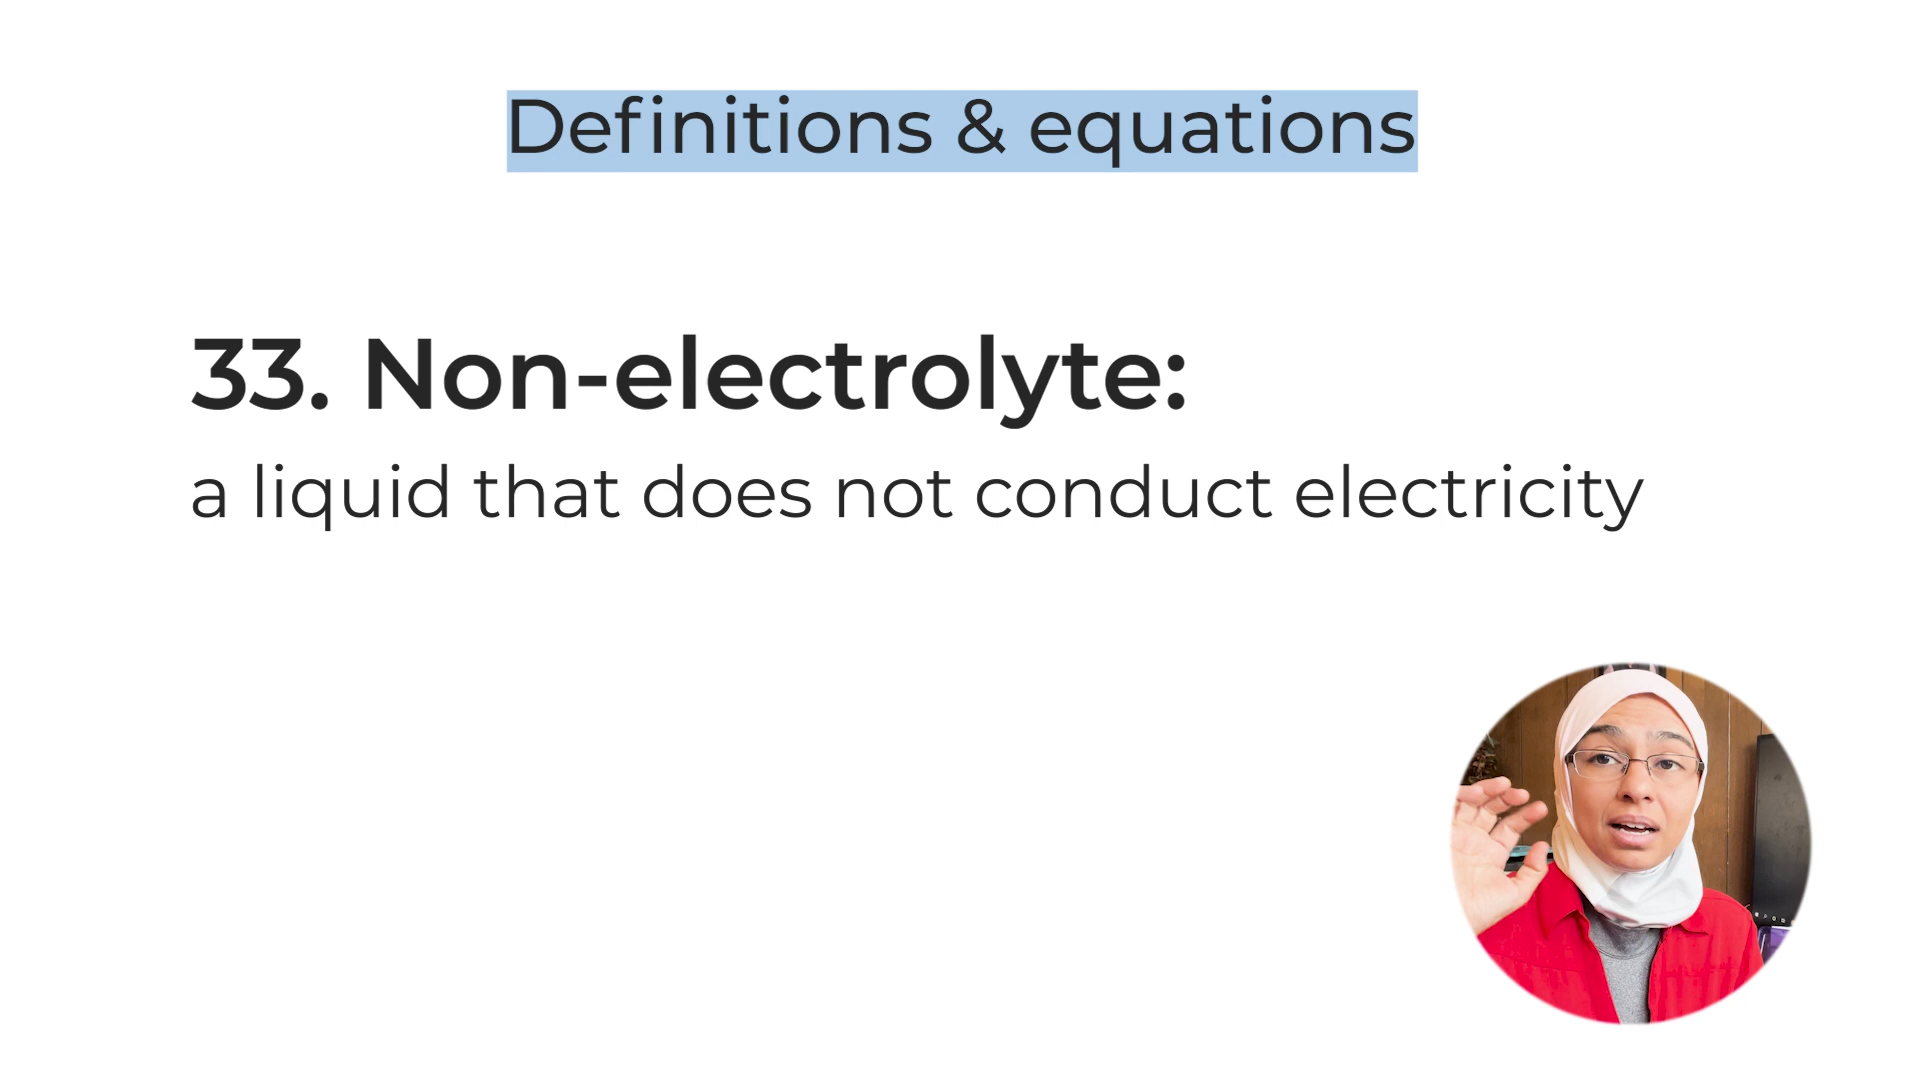 Definitions & equations
33. Non-electrolyte:
a liquid that does not conduct electricity